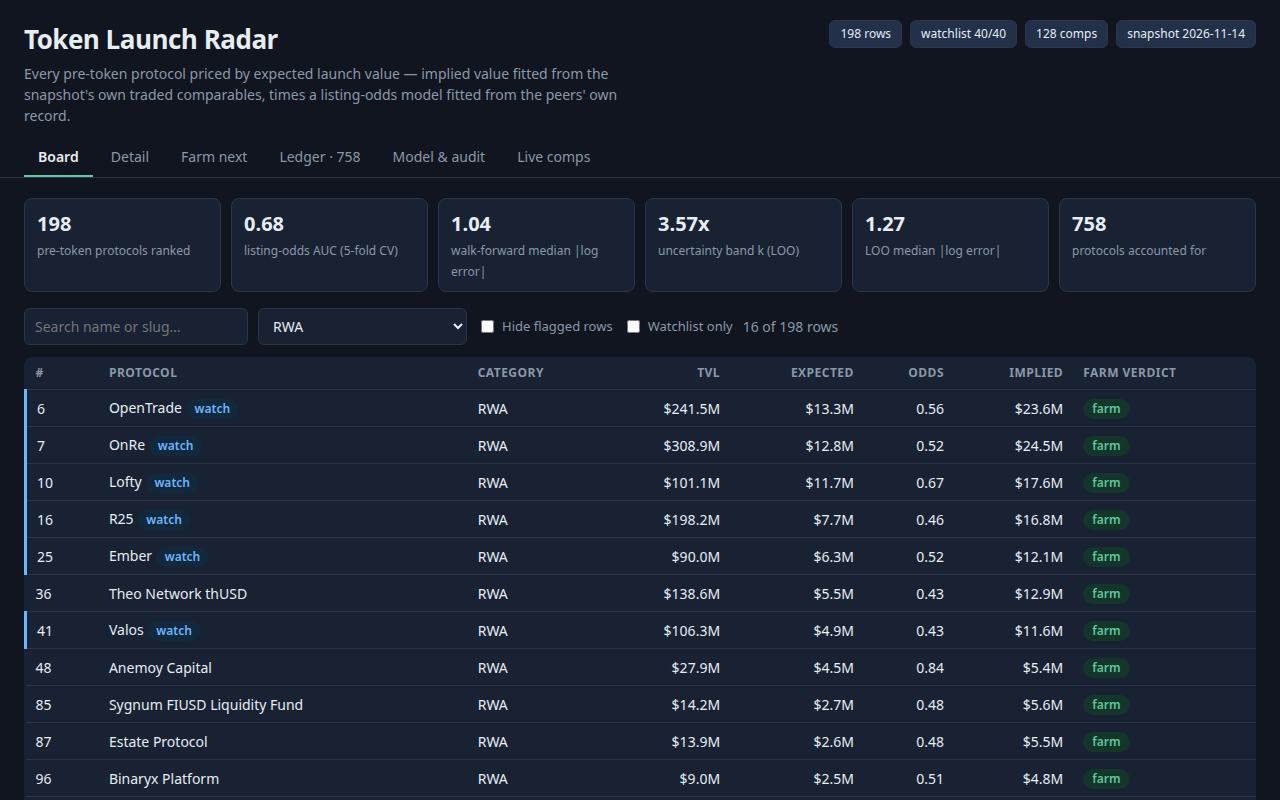 Token Launch Radar
198 rows
watchlist 40/40
128 comps
snapshot 2026-11-14
Every pre-token protocol priced by expected launch value — implied value fitted from the
snapshot's own traded comparables, times a listing-odds model fitted from the peers' own
record.
Board Detail Farm next Ledger · 758 Model & audit Live comps
198
pre-token protocols ranked
0.68
listing-odds AUC (5-fold CV)
1.04
walk-forward median |log
error|
3.57x
uncertainty band k (LOO)
1.27
LOO median |log error|
758
protocols accounted for
Search name or slug... RWA Hide flagged rows Watchlist only 16 of 198 rows
# PROTOCOL CATEGORY TVL EXPECTED ODDS IMPLIED FARM VERDICT
6 OpenTrade watch RWA $241.5M $13.3M 0.56 $23.6M farm
7 OnRe watch RWA $308.9M $12.8M 0.52 $24.5M farm
10 Lofty watch RWA $101.1M $11.7M 0.67 $17.6M farm
16 R25 watch RWA $198.2M $7.7M 0.46 $16.8M farm
25 Ember watch RWA $90.0M $6.3M 0.52 $12.1M farm
36 Theo Network thUSD RWA $138.6M $5.5M 0.43 $12.9M farm
41 Valos watch RWA $106.3M $4.9M 0.43 $11.6M farm
48 Anemoy Capital RWA $27.9M $4.5M 0.84 $5.4M farm
85 Sygnum FIUSD Liquidity Fund RWA $14.2M $2.7M 0.48 $5.6M farm
87 Estate Protocol RWA $13.9M $2.6M 0.48 $5.5M farm
96 Binaryx Platform RWA $9.0M $2.5M 0.51 $4.8M farm